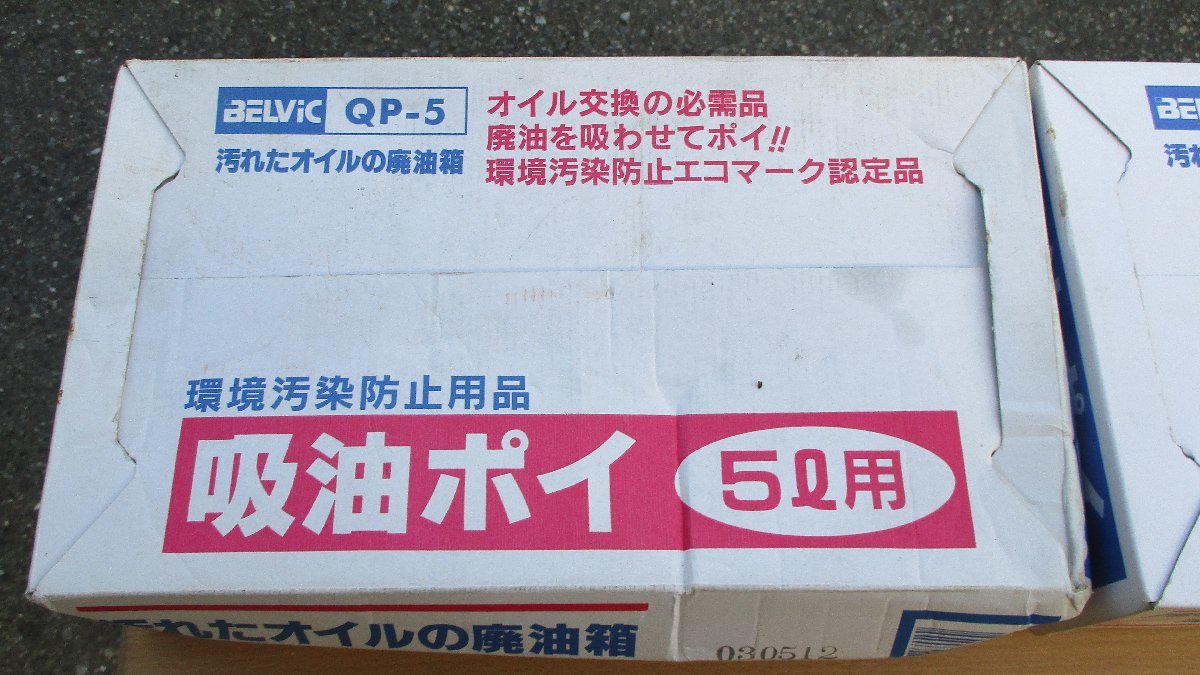 BELVIC QP-5
汚れたオイルの廃油箱
オイル交換の必需品
廃油を吸わせてポイ!!
環境汚染防止エコマーク認定品
環境汚染防止用品
吸油ポイ 5ℓ用
汚れたオイルの廃油箱
030512